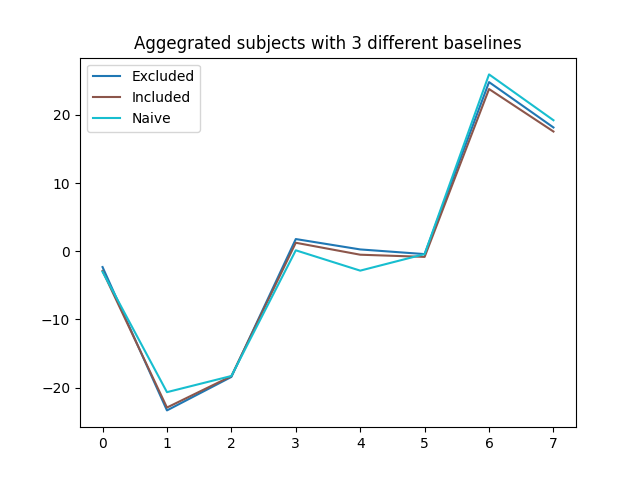 Aggegrated subjects with 3 different baselines
Excluded
Included
Naive
20
10
0
−10
−20
0 1 2 3 4 5 6 7